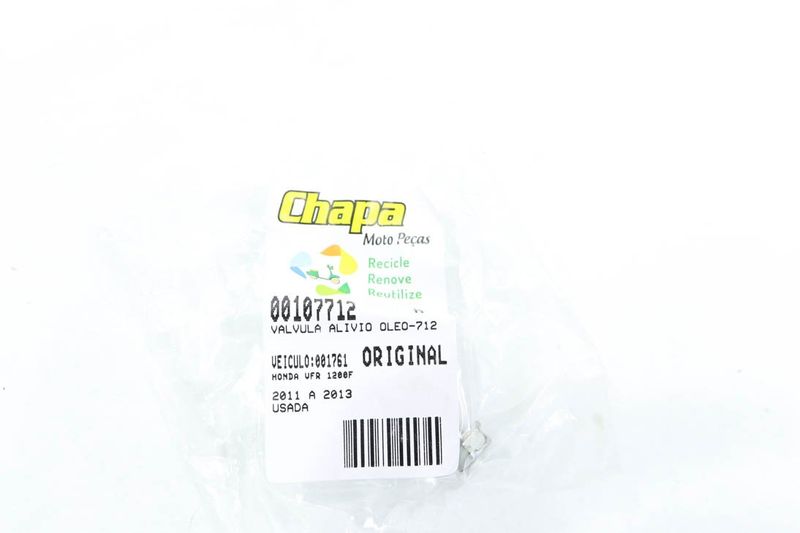 Chapa
Moto Peças
Recicle
Renove
Reutilize
00107712
VALVULA ALIVIO OLEO-712
VEICULO:001761 ORIGINAL
HONDA VFR 1200F
2011 A 2013
USADA